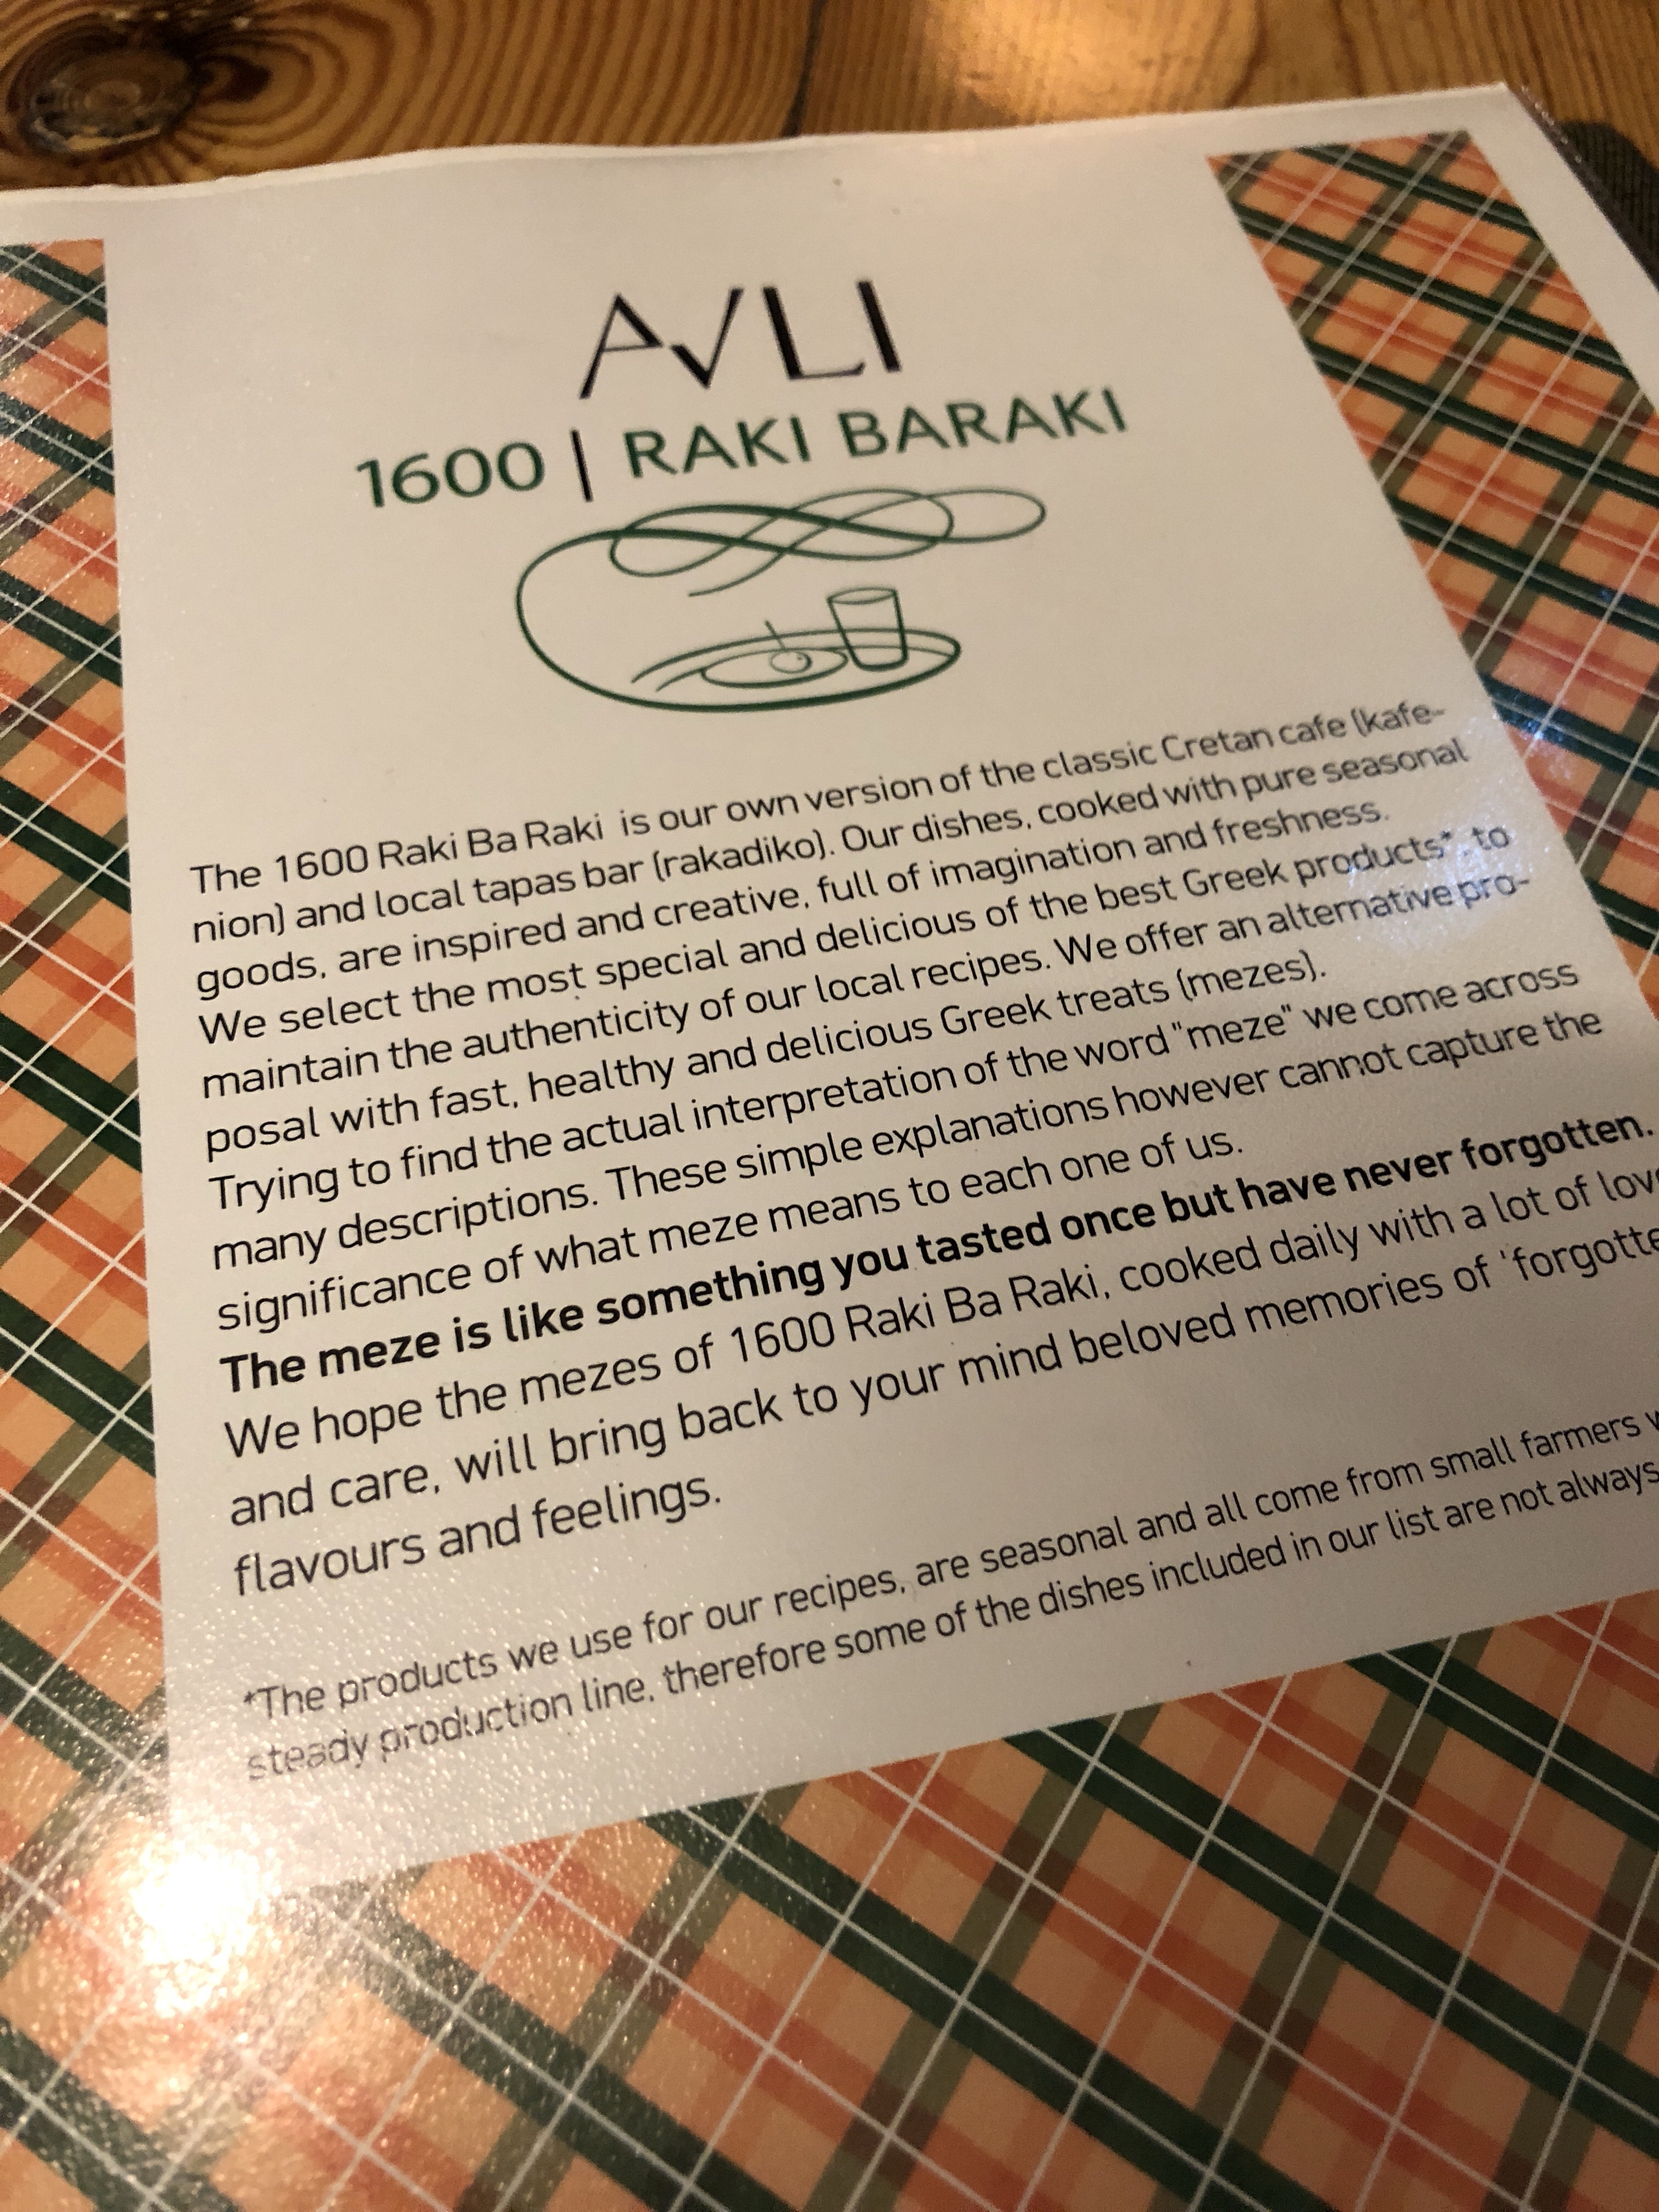 AVLI
1600 | RAKI BARAKI
The 1600 Raki Ba Raki is our own version of the classic Cretan cafe (kafe-
nion) and local tapas bar (rakadiko). Our dishes, cooked with pure seasonal
goods, are inspired and creative, full of imagination and freshness.
We select the most special and delicious of the best Greek products*, to
maintain the authenticity of our local recipes. We offer an alternative pro-
posal with fast, healthy and delicious Greek treats (mezes).
Trying to find the actual interpretation of the word "meze" we come across
many descriptions. These simple explanations however cannot capture the
significance of what meze means to each one of us.
The meze is like something you tasted once but have never forgotten.
We hope the mezes of 1600 Raki Ba Raki, cooked daily with a lot of
and care, will bring back to your mind beloved memories of
flavours and feelings.
*The products we use for our recipes, are seasonal and all come from small farmers
steady production line, therefore some of the dishes included in our list are not always